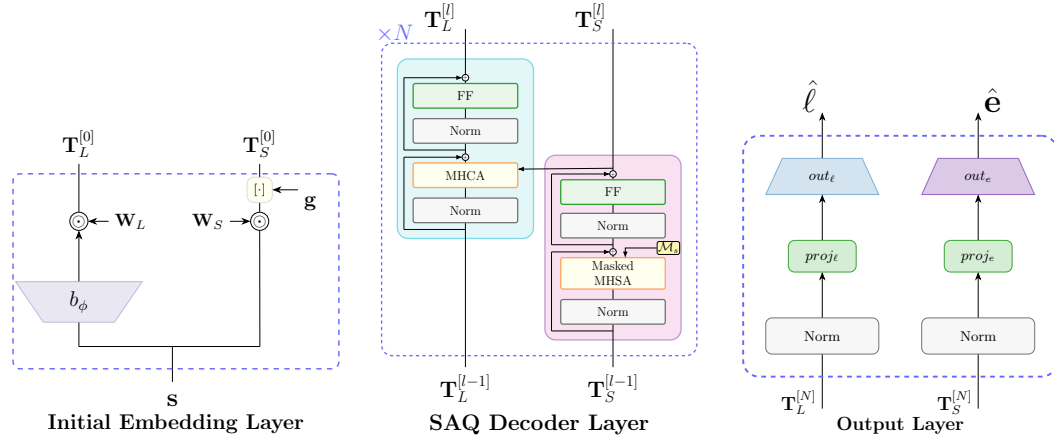 T_L^{[0]}
T_S^{[0]}
[·]
g
W_L
W_S
b_ϕ
s
Initial Embedding Layer
×N
T_L^{[l]}
T_S^{[l]}
FF
Norm
MHCA
Norm
FF
Norm
M_s
Masked
MHSA
Norm
T_L^{[l−1]}
T_S^{[l−1]}
SAQ Decoder Layer
ℓ̂
ê
out_ℓ
out_e
proj_ℓ
proj_e
Norm
Norm
T_L^{[N]}
T_S^{[N]}
Output Layer